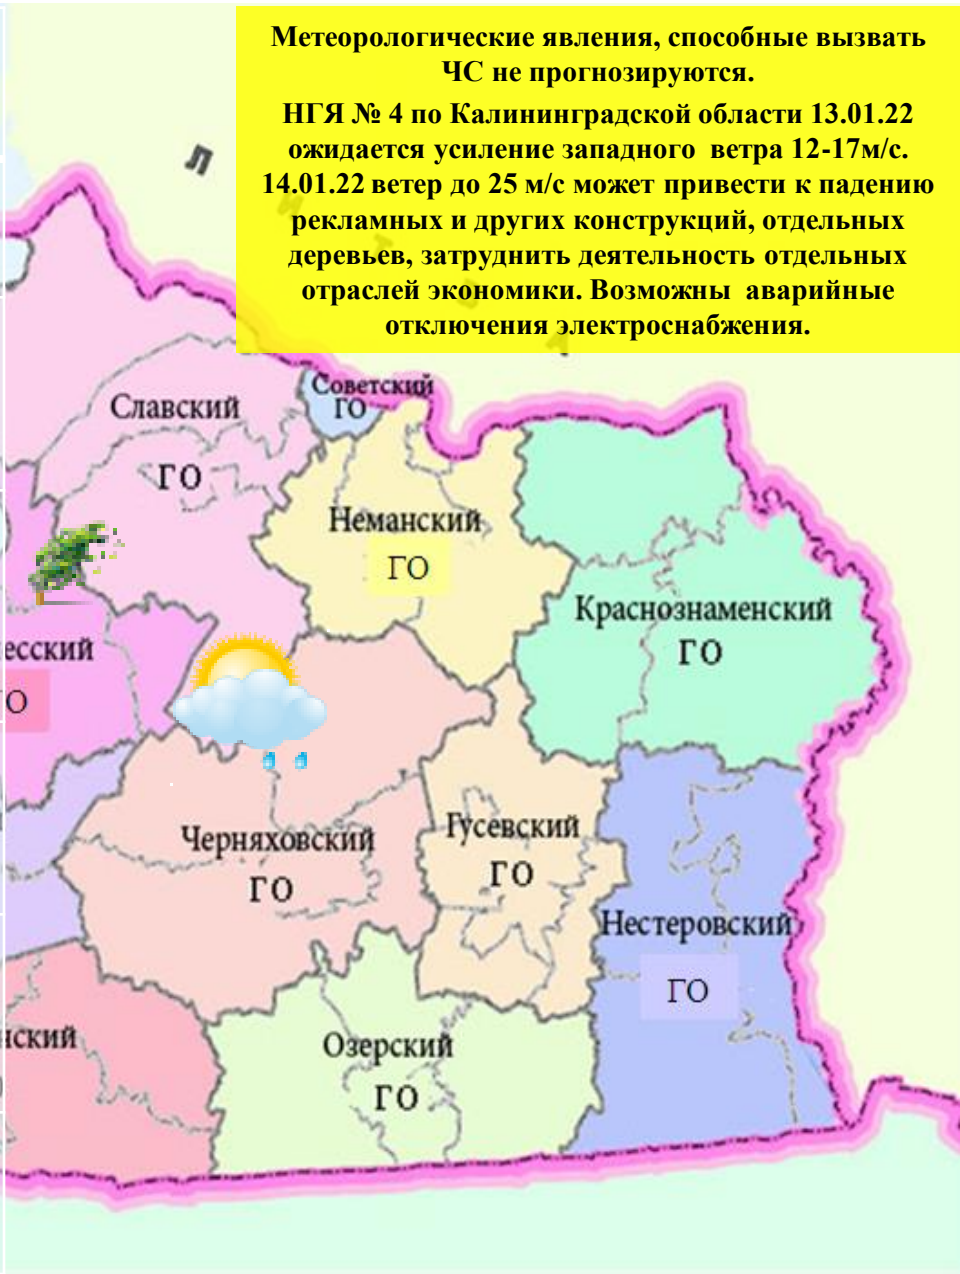 Метеорологические явления, способные вызвать
ЧС не прогнозируются.
НГЯ № 4 по Калининградской области 13.01.22
ожидается усиление западного ветра 12-17м/с.
14.01.22 ветер до 25 м/с может привести к падению
рекламных и других конструкций, отдельных
деревьев, затруднить деятельность отдельных
отраслей экономики. Возможны аварийные
отключения электроснабжения.
Л
И
Т
В
А
Советский
ГО
Славский
ГО
Неманский
ГО
Краснознаменский
ГО
есский
О
Черняховский
ГО
Гусевский
ГО
Нестеровский
ГО
нский
Озерский
ГО